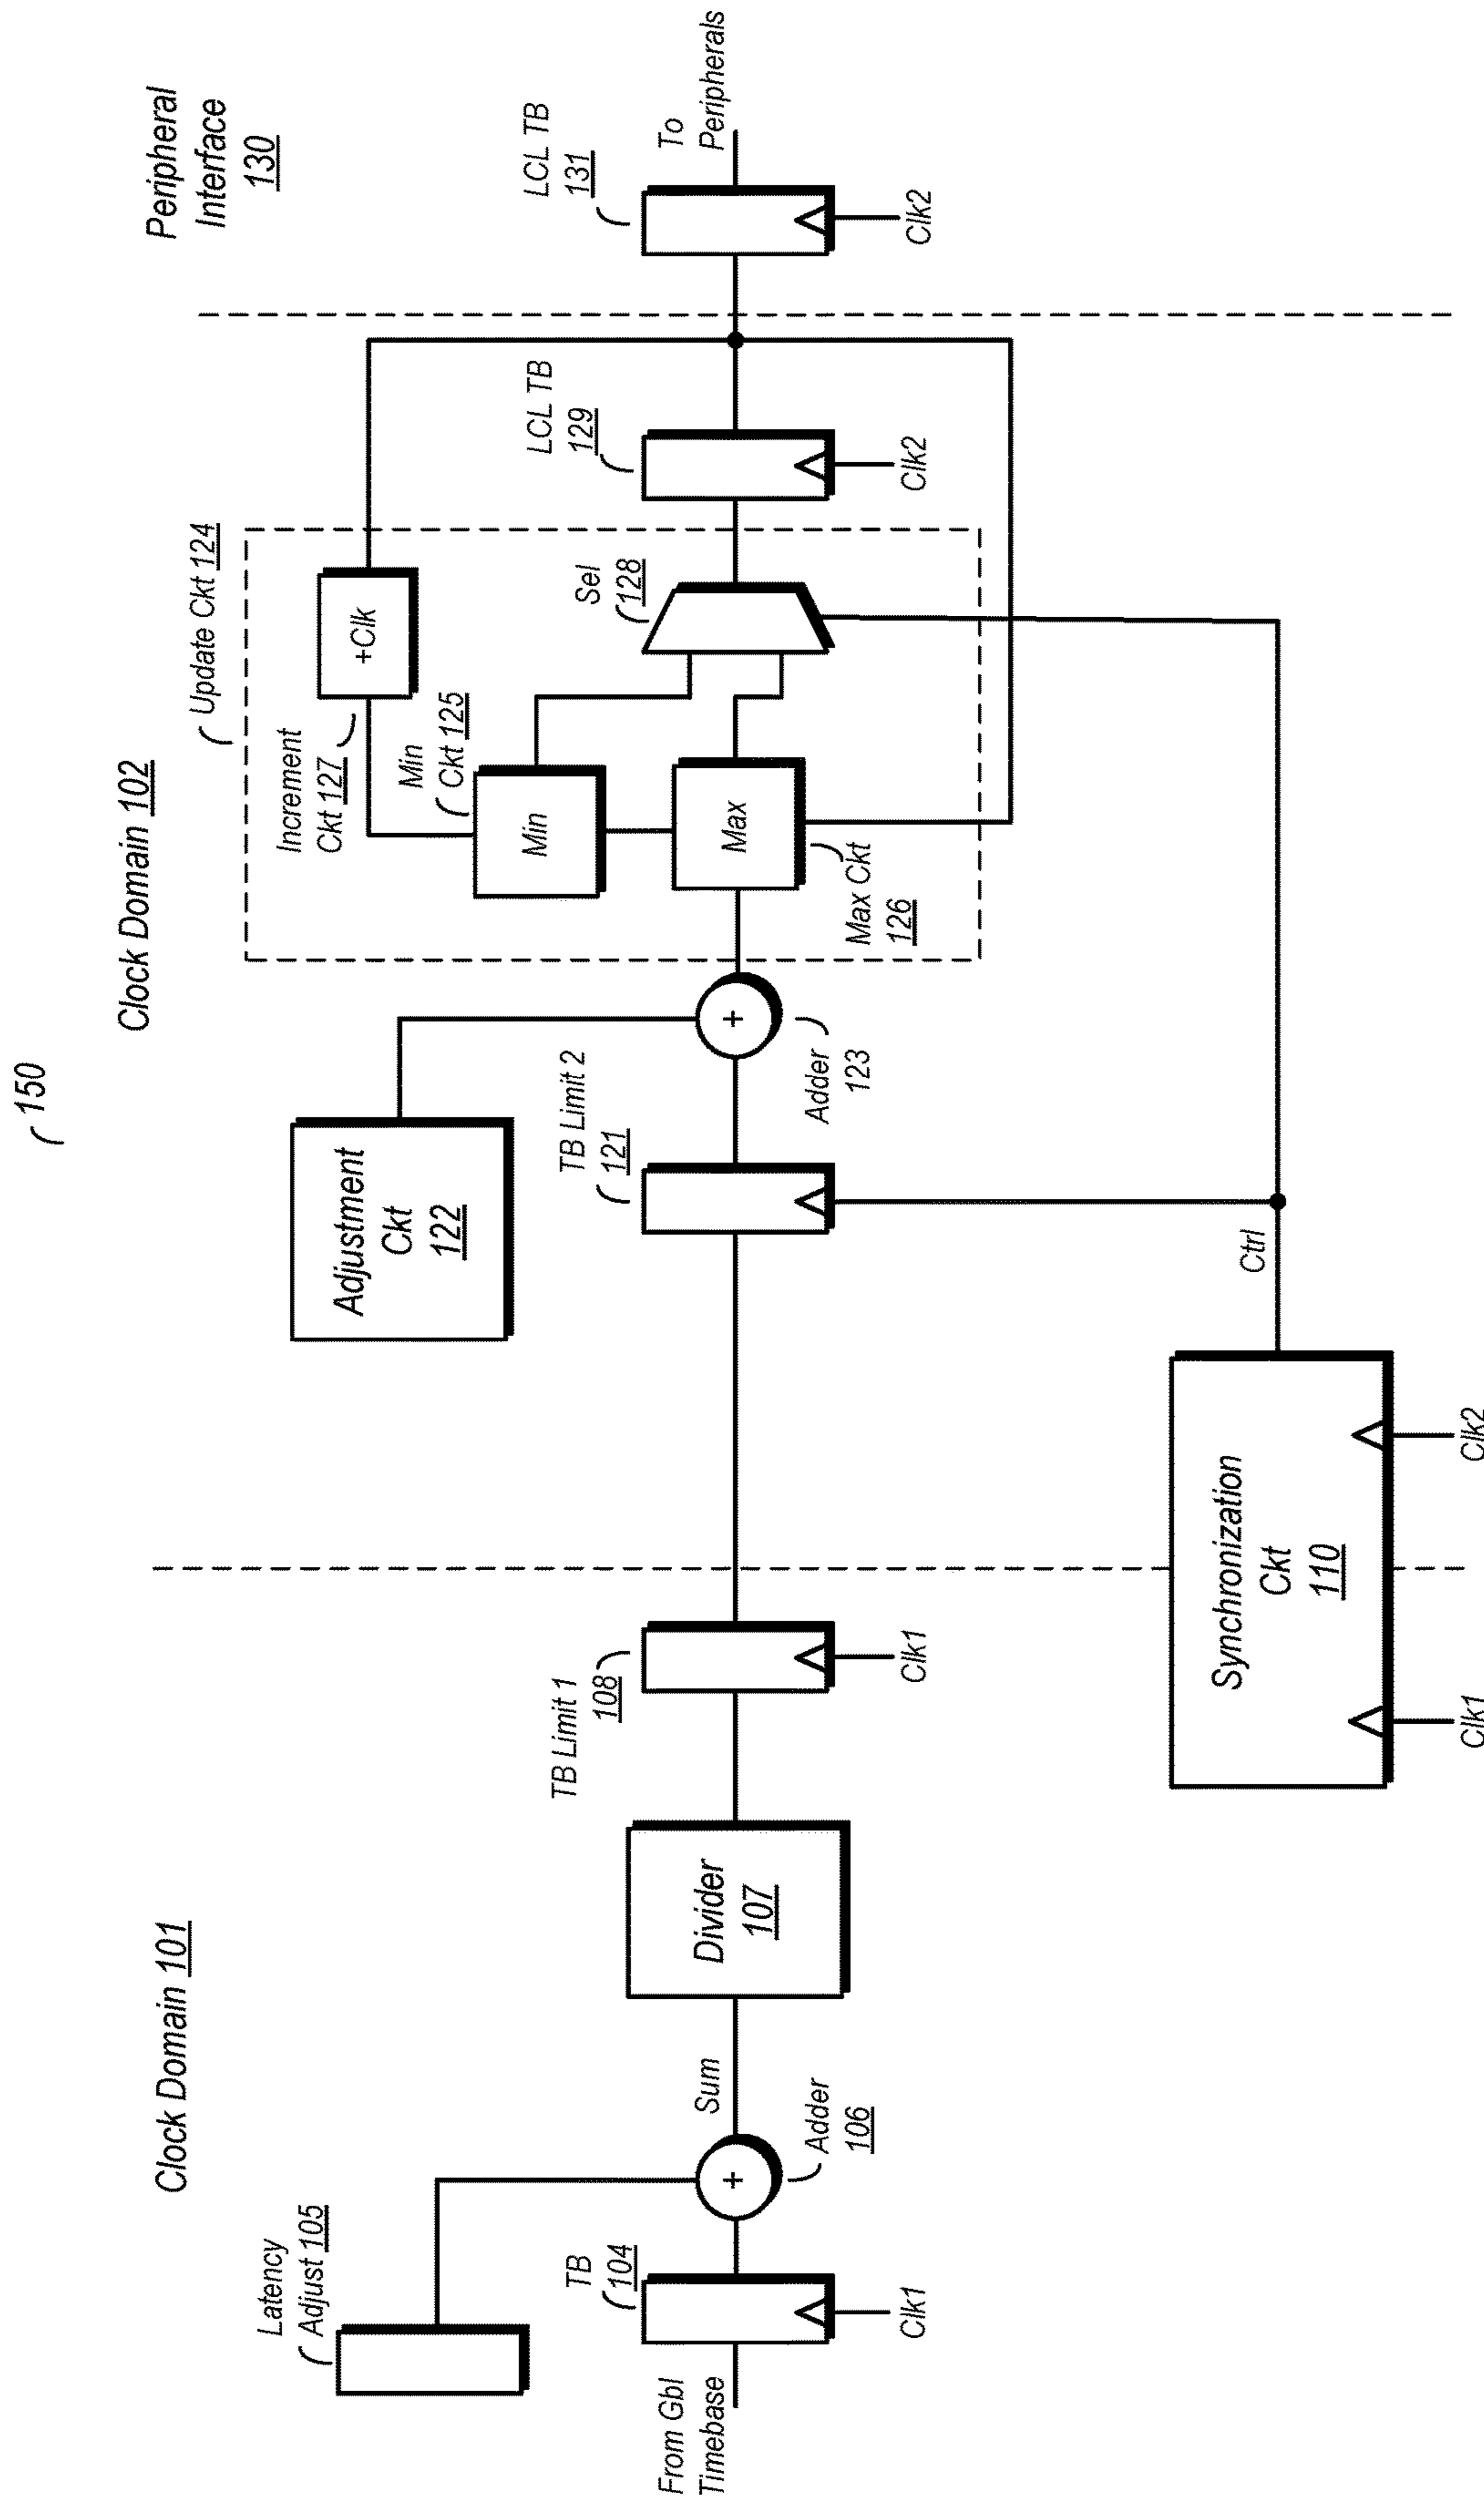 150
Clock Domain 101
Clock Domain 102
Peripheral
Interface
130
Latency
Adjust 105
From Gbl
Timebase
TB
104
Clk1
+
Adder
106
Sum
Divider
107
TB Limit 1
108
Clk1
Synchronization
Ckt
110
Clk1
Clk2
Ctrl
Adjustment
Ckt
122
TB Limit 2
121
+
Adder
123
Update Ckt 124
Increment
Ckt 127
+Clk
Min
Ckt 125
Min
Max
Max Ckt
126
Sel
128
LCL TB
129
Clk2
LCL TB
131
Clk2
To
Peripherals